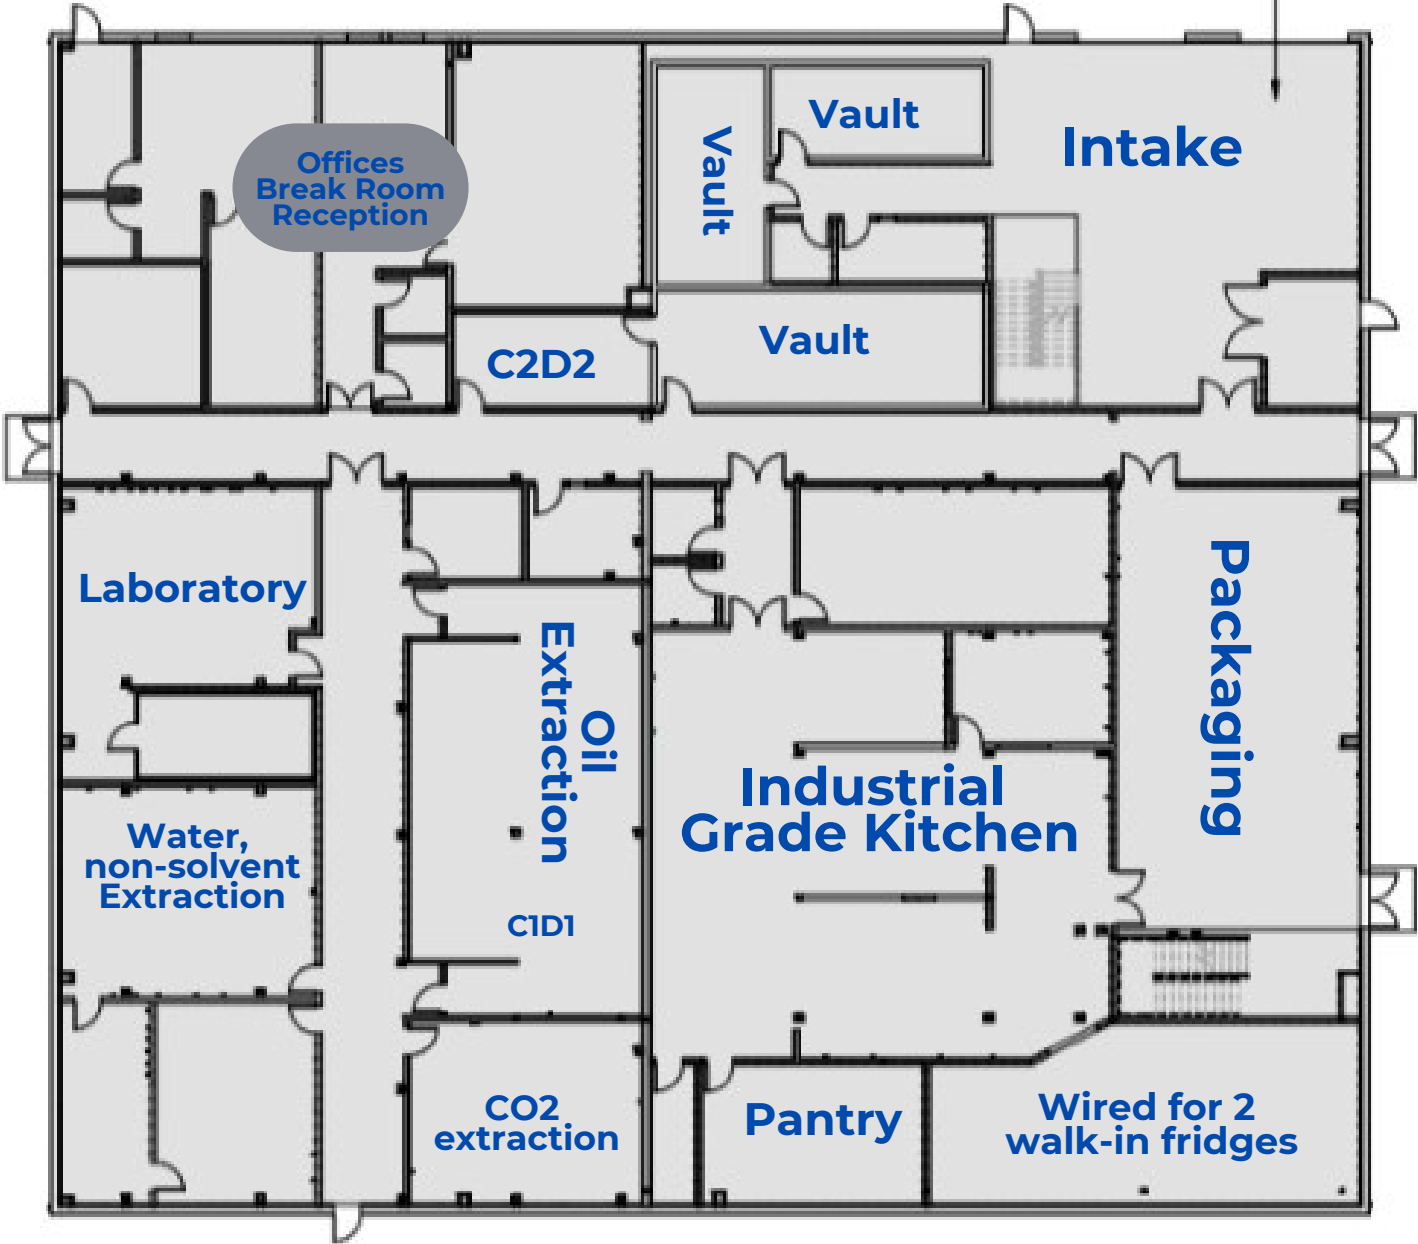 Offices
Break Room
Reception
Vault
Vault
Intake
C2D2
Vault
Laboratory
Oil
Extraction
C1D1
Packaging
Industrial
Grade Kitchen
Water,
non-solvent
Extraction
CO2
extraction
Pantry
Wired for 2
walk-in fridges